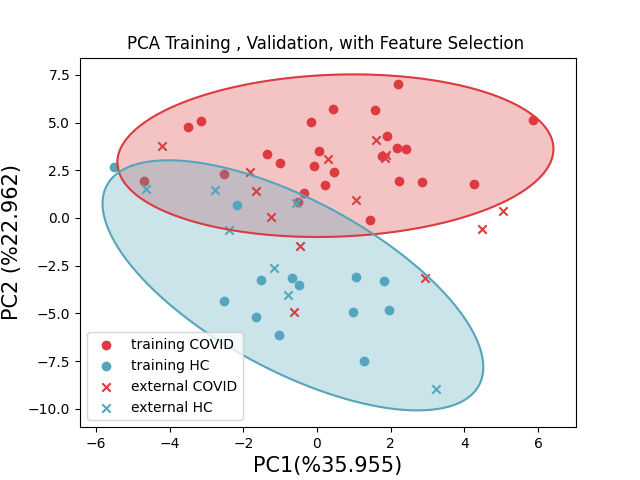 PCA Training , Validation, with Feature Selection
7.5
5.0
2.5
0.0
−2.5
−5.0
−7.5
−10.0
PC2 (%22.962)
training COVID
training HC
external COVID
external HC
−6 −4 −2 0 2 4 6
PC1(%35.955)